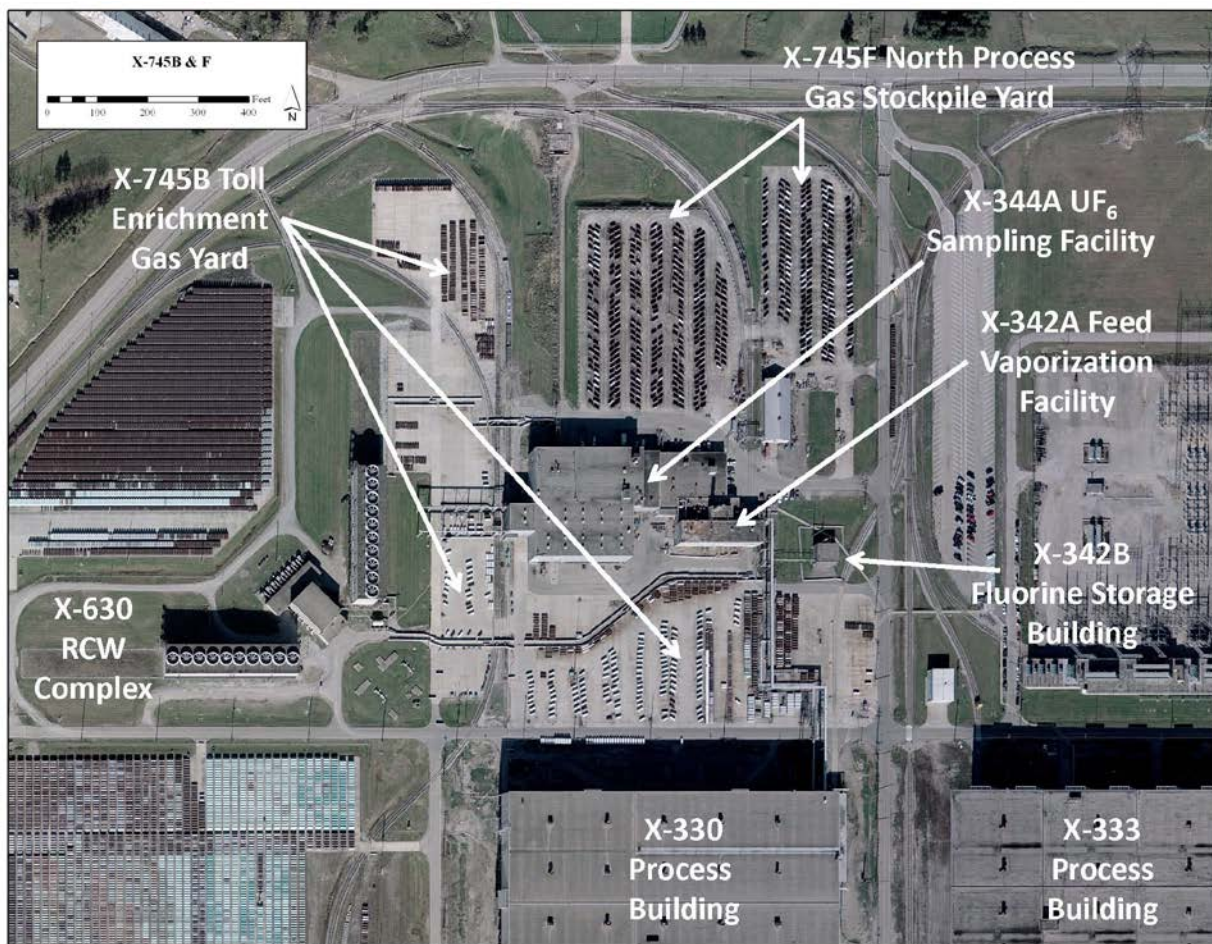 X-745B & F
Feet
0 100 200 300 400
N
X-745F North Process
Gas Stockpile Yard
X-745B Toll
Enrichment
Gas Yard
X-344A UF₆
Sampling Facility
X-342A Feed
Vaporization
Facility
X-342B
Fluorine Storage
Building
X-630
RCW
Complex
X-330
Process
Building
X-333
Process
Building